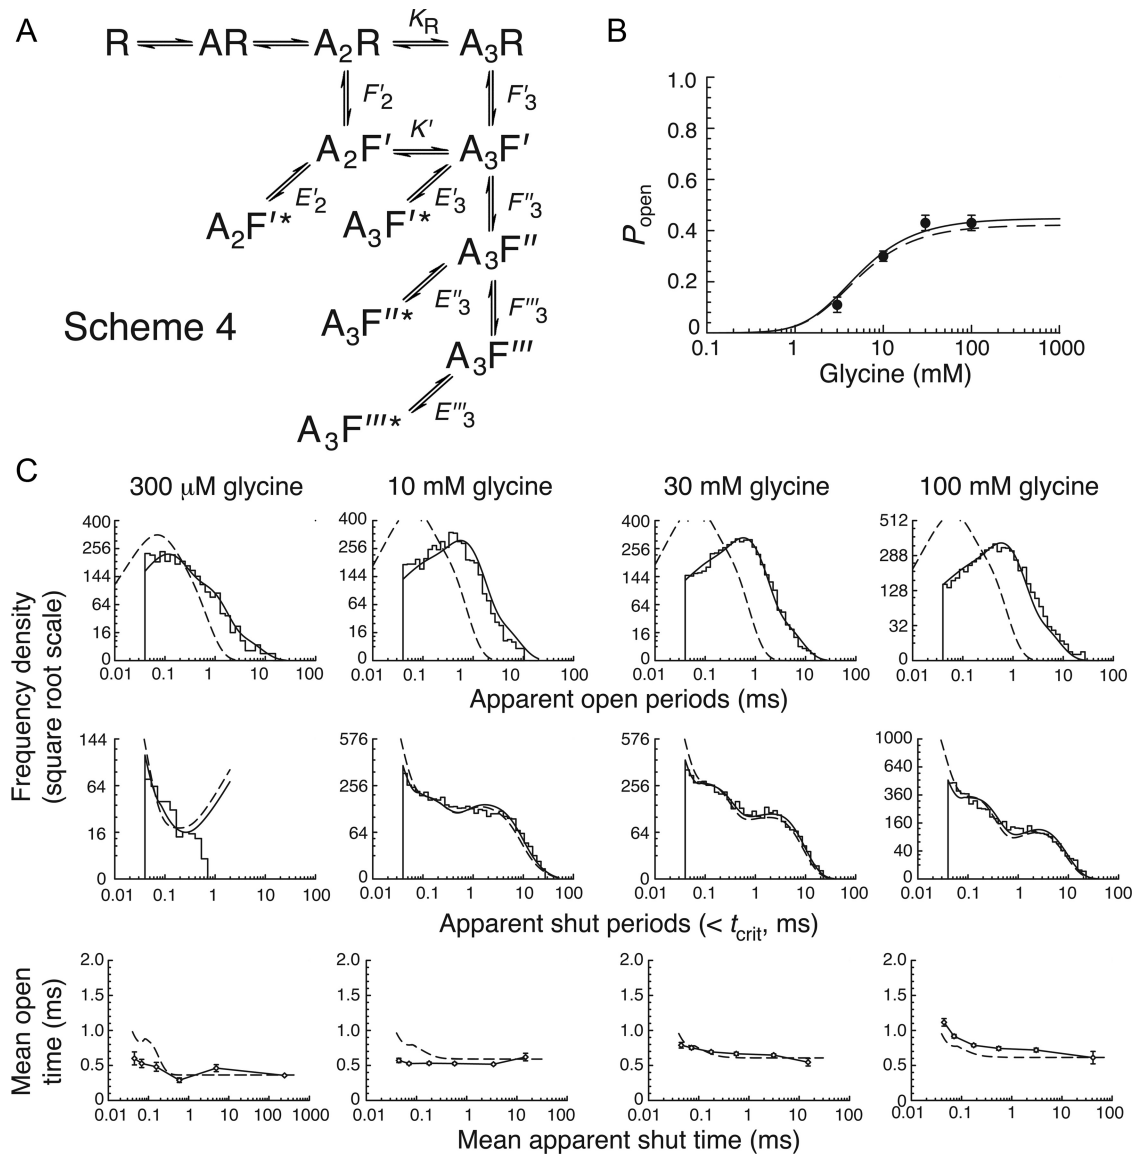 A
R AR A2R KR A3R
F′2 F′3
A2F′ K′ A3F′
E′2 E′3 F″3
A2F′* A3F′*
A3F″
E″3 F‴3
A3F″*
Scheme 4
A3F‴
E‴3
A3F‴*
B
1.0
0.8
0.6
0.4
0.2
0
Popen
0.1 1 10 100 1000
Glycine (mM)
C
300 μM glycine 10 mM glycine 30 mM glycine 100 mM glycine
Frequency density
(square root scale)
400 400 400 512
256 256 256 288
144 144 144 128
64 64 64 32
16 16 16
0 0 0 0
0.01 0.1 1 10 100 0.01 0.1 1 10 100 0.01 0.1 1 10 100 0.01 0.1 1 10 100
Apparent open periods (ms)
144 576 576 1000
640
64 256 256 360
160
16 64 64 40
0 0 0 0
0.01 0.1 1 10 100 0.01 0.1 1 10 100 0.01 0.1 1 10 100 0.01 0.1 1 10 100
Apparent shut periods (< tcrit, ms)
Mean open
time (ms)
2.0 2.0 2.0 2.0
1.5 1.5 1.5 1.5
1.0 1.0 1.0 1.0
0.5 0.5 0.5 0.5
0 0 0 0
0.01 0.1 1 10 100 1000 0.01 0.1 1 10 100 0.01 0.1 1 10 100 0.01 0.1 1 10 100
Mean apparent shut time (ms)